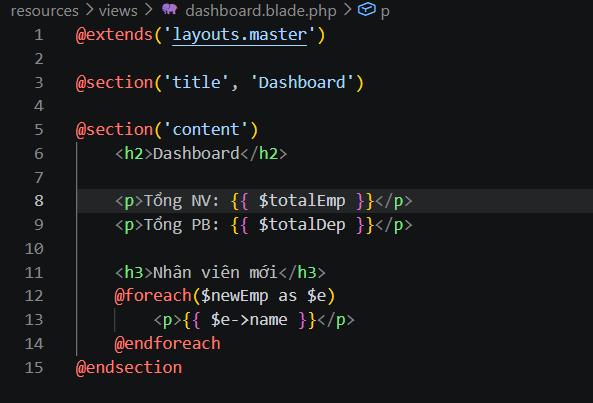 resources > views > dashboard.blade.php > p
1 @extends('layouts.master')
2
3 @section('title', 'Dashboard')
4
5 @section('content')
6     <h2>Dashboard</h2>
7
8     <p>Tổng NV: {{ $totalEmp }}</p>
9     <p>Tổng PB: {{ $totalDep }}</p>
10
11     <h3>Nhân viên mới</h3>
12     @foreach($newEmp as $e)
13         <p>{{ $e->name }}</p>
14     @endforeach
15 @endsection